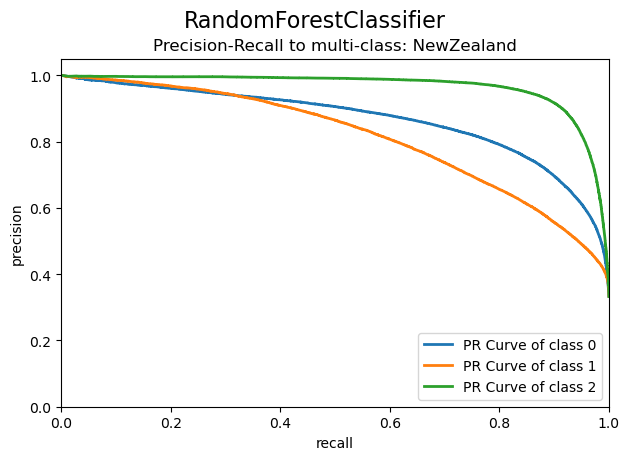 RandomForestClassifier
Precision-Recall to multi-class: NewZealand
1.0
0.8
0.6
0.4
0.2
0.0
precision
0.0 0.2 0.4 0.6 0.8 1.0
recall
PR Curve of class 0
PR Curve of class 1
PR Curve of class 2